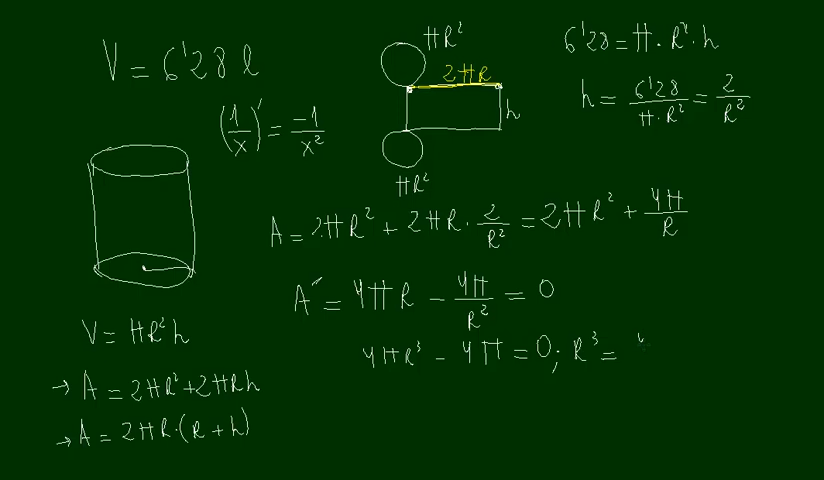 V = 6'28 l
(1/x)' = -1/x²
πR²
2πR
h
πR²
6'28 = π · R² · h
h = 6'28/(π · R²) = 2/R²
A = 2πR² + 2πR · 2/R² = 2πR² + 4π/R
A' = 4πR - 4π/R² = 0
4πR³ - 4π = 0; R³ =
V = πR²h
→ A = 2πR² + 2πRh
→ A = 2πR · (R + h)